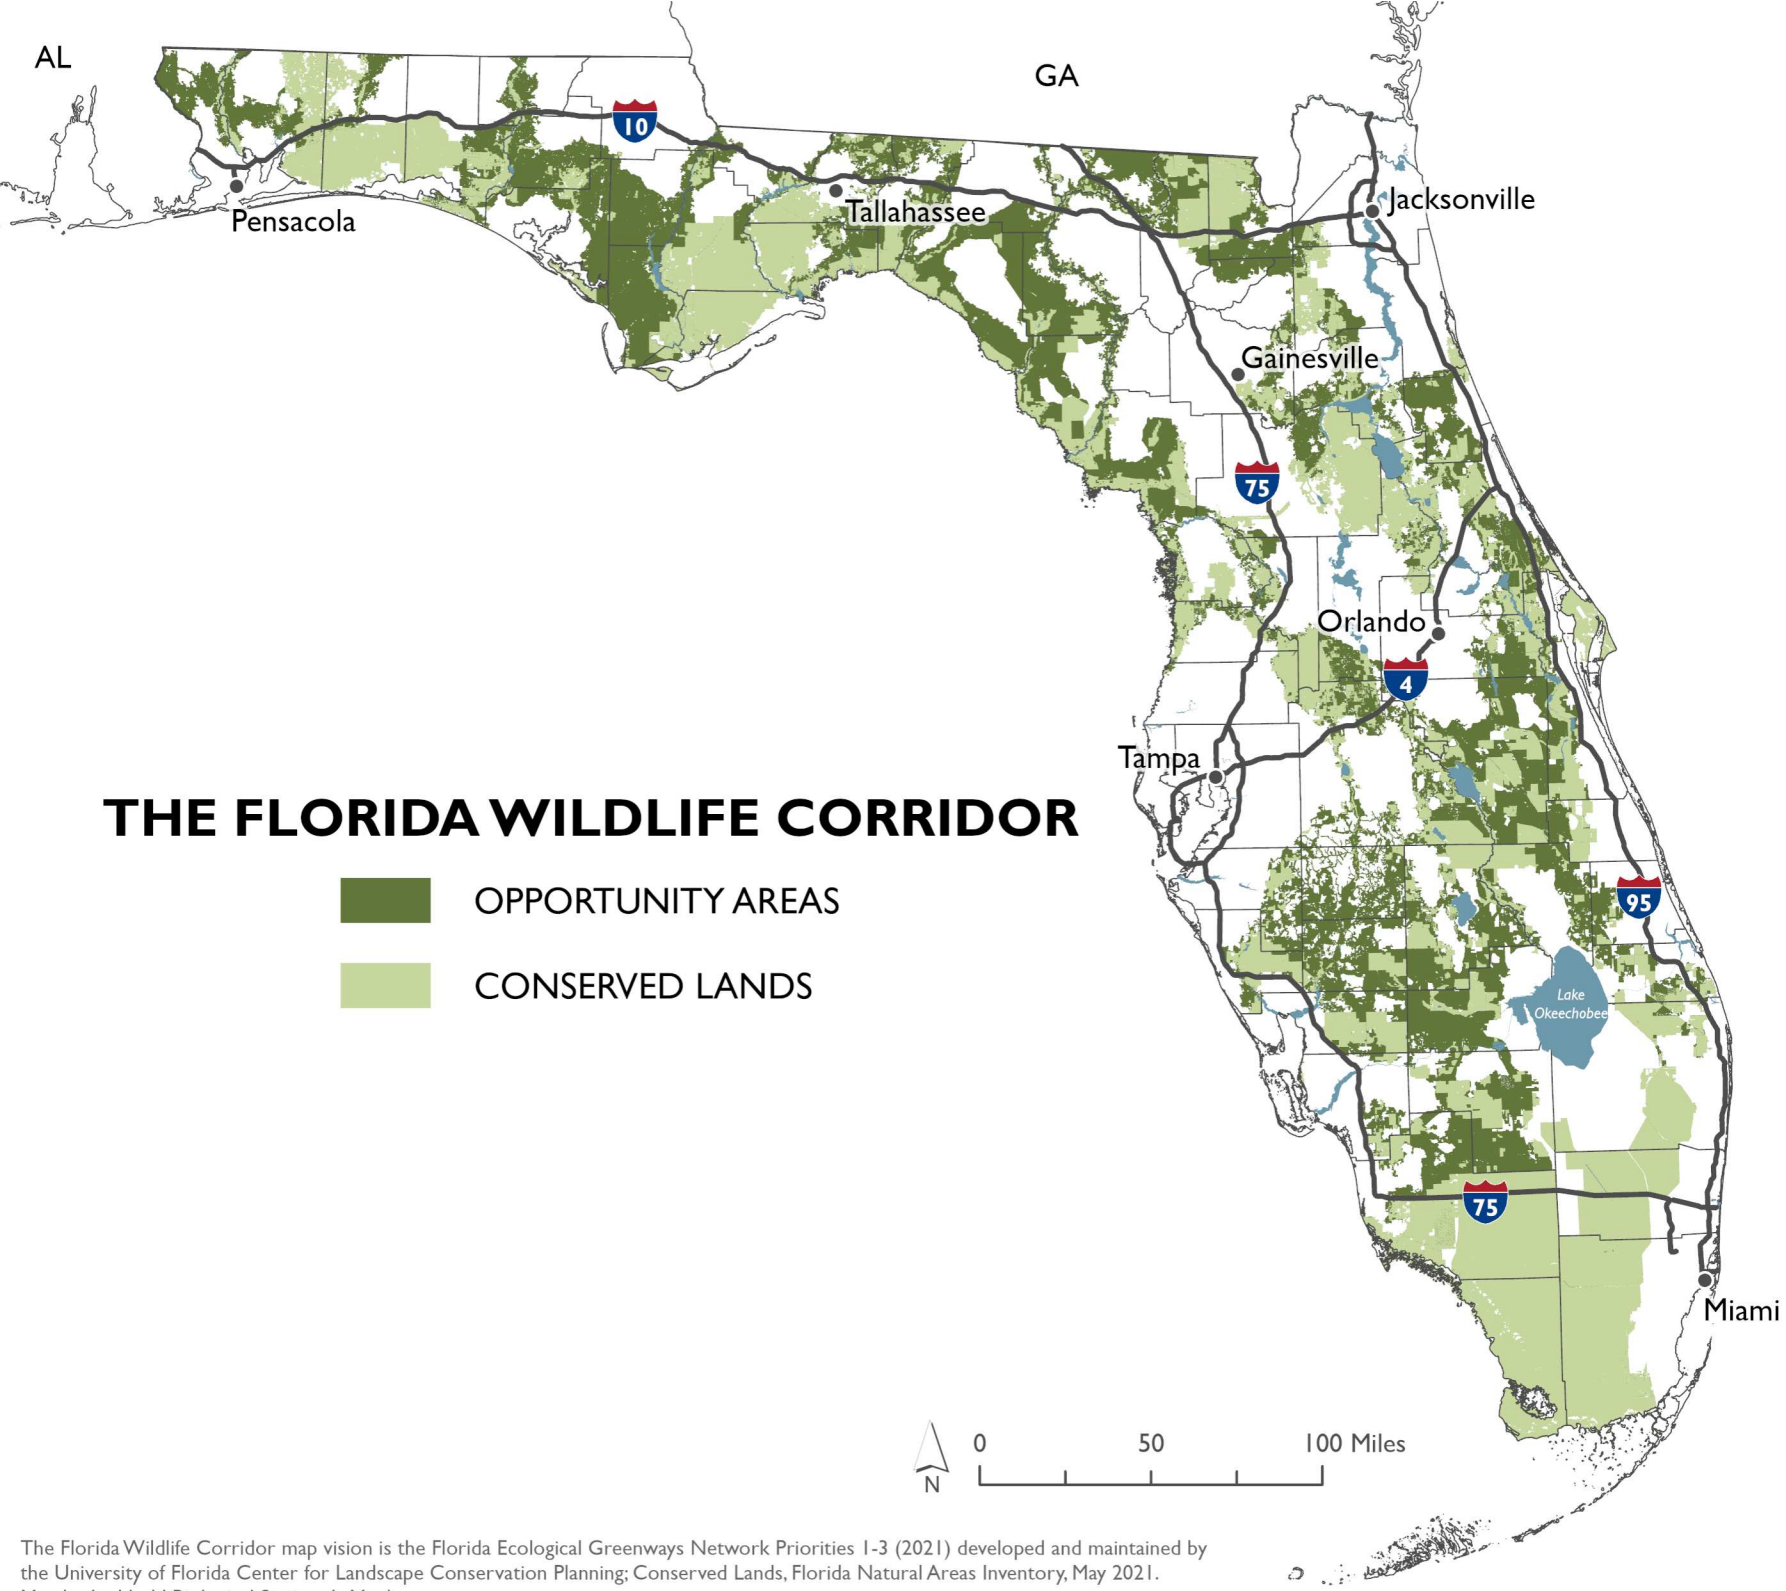 AL
GA
10
Jacksonville
Tallahassee
Pensacola
Gainesville
75
Orlando
4
Tampa
THE FLORIDA WILDLIFE CORRIDOR
OPPORTUNITY AREAS
CONSERVED LANDS
95
Lake
Okeechobee
75
Miami
0 50 100 Miles
N
The Florida Wildlife Corridor map vision is the Florida Ecological Greenways Network Priorities 1-3 (2021) developed and maintained by
the University of Florida Center for Landscape Conservation Planning; Conserved Lands, Florida Natural Areas Inventory, May 2021.